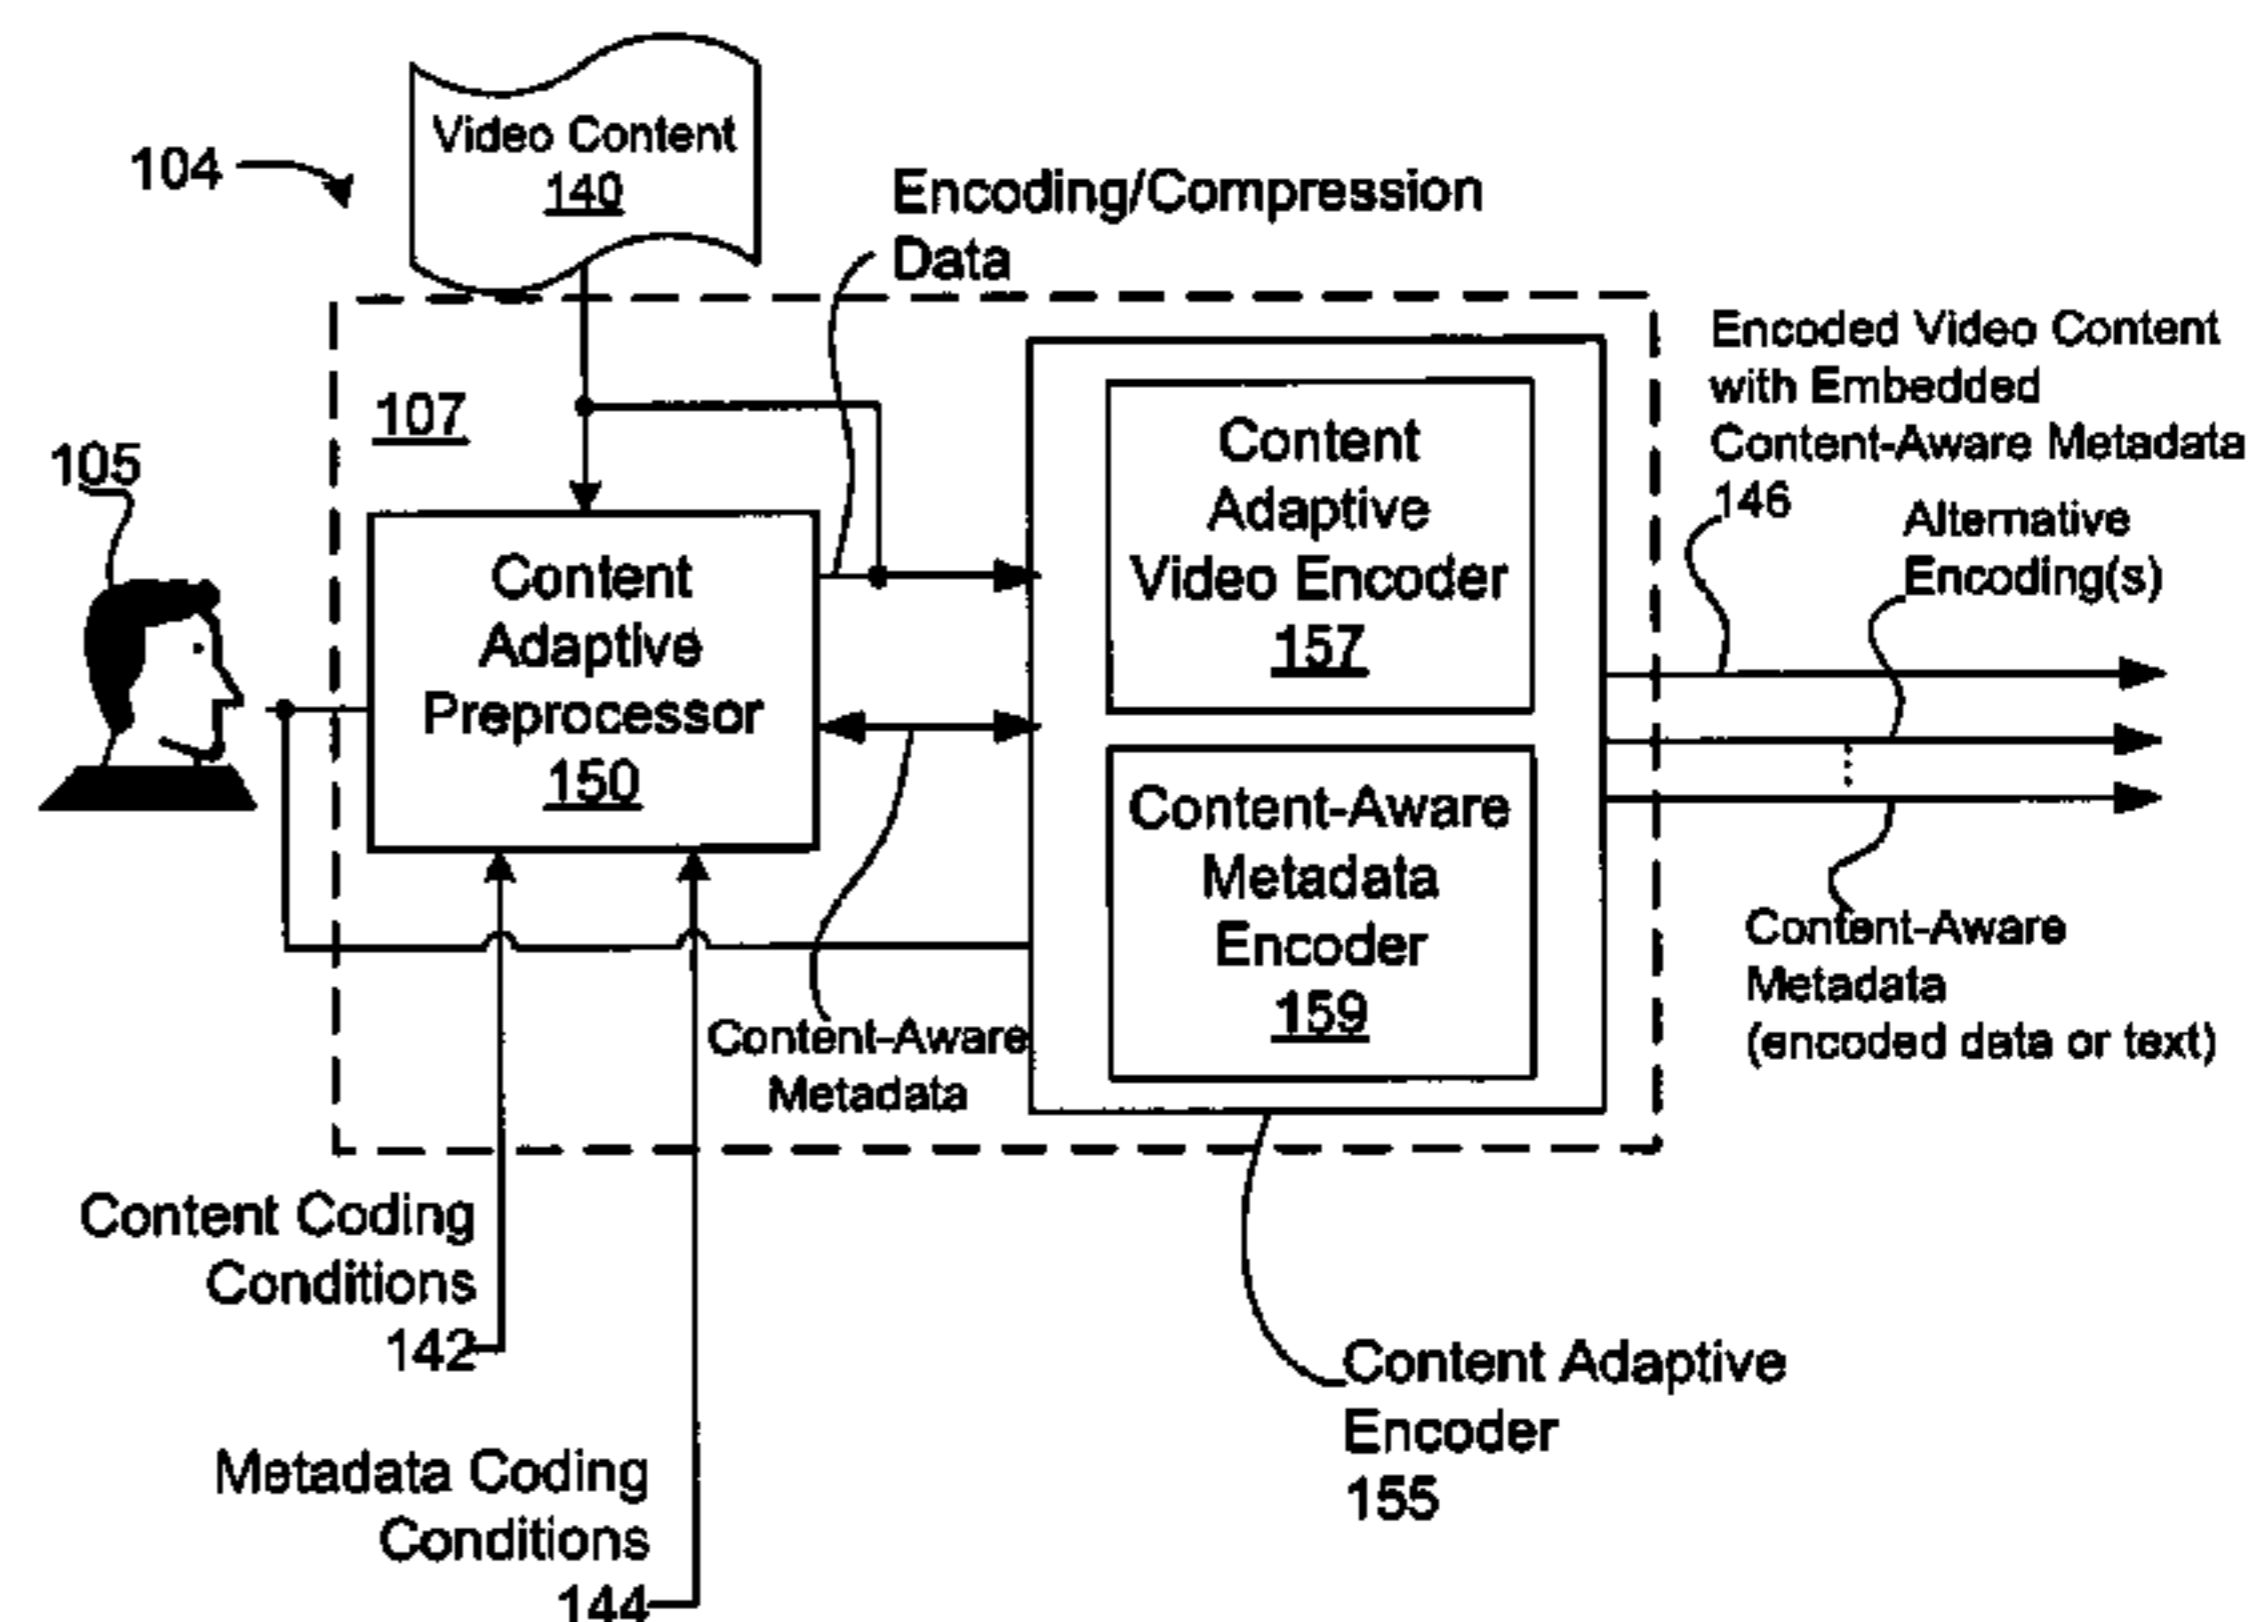 Video Content
140
104
Encoding/Compression
Data
107
105
Content
Adaptive
Preprocessor
150
Content
Adaptive
Video Encoder
157
Content-Aware
Metadata
Encoder
159
Encoded Video Content
with Embedded
Content-Aware Metadata
146
Alternative
Encoding(s)
Content-Aware
Metadata
(encoded data or text)
Content-Aware
Metadata
Content Coding
Conditions
142
Metadata Coding
Conditions
144
Content Adaptive
Encoder
155